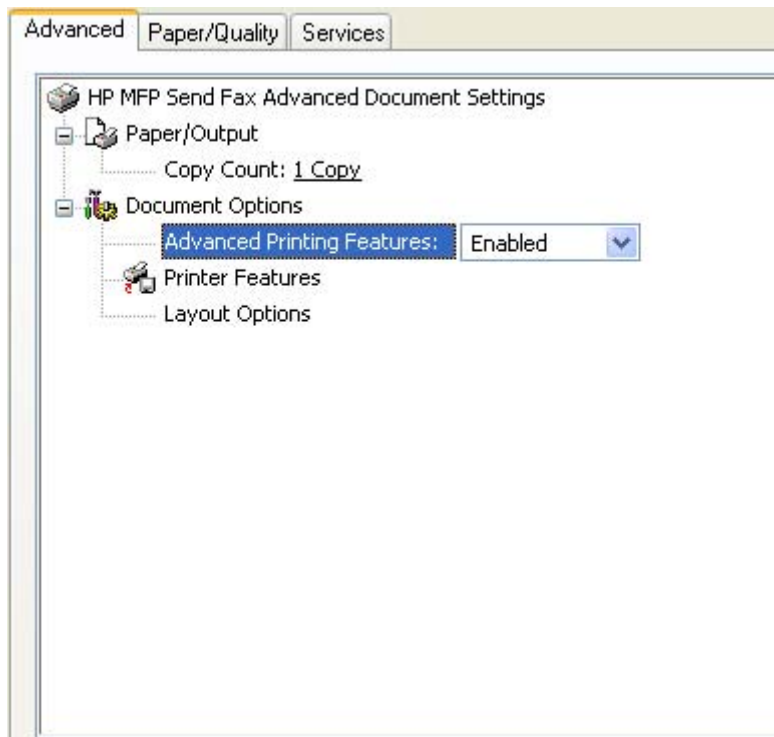 Advanced Paper/Quality Services
HP MFP Send Fax Advanced Document Settings
Paper/Output
Copy Count: 1 Copy
Document Options
Advanced Printing Features: Enabled
Printer Features
Layout Options